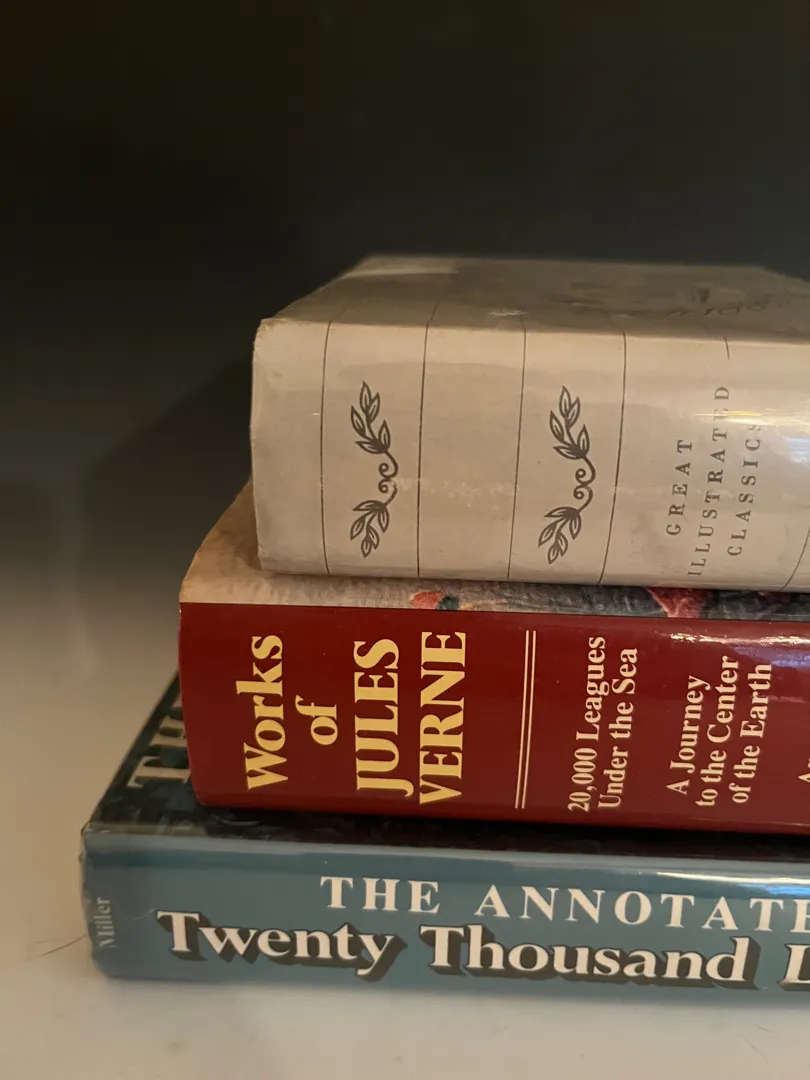 GREAT
ILLUSTRATED
CLASSICS
Works
of
JULES
VERNE
20,000 Leagues
Under the Sea
A Journey
to the Center
of the Earth
TH
Miller
THE ANNOTATE
Twenty Thousand L